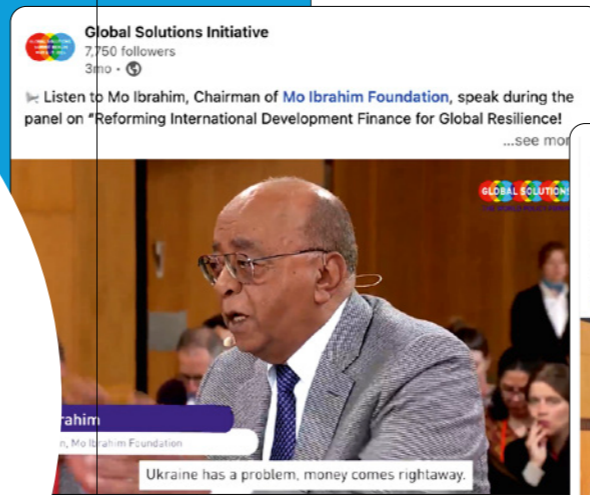 Global Solutions Initiative
7,750 followers
3mo •
Listen to Mo Ibrahim, Chairman of Mo Ibrahim Foundation, speak during the
panel on "Reforming International Development Finance for Global Resilience!
...see mor
GLOBAL SOLUTIONS
rahim
n, Mo Ibrahim Foundation
Ukraine has a problem, money comes rightaway.